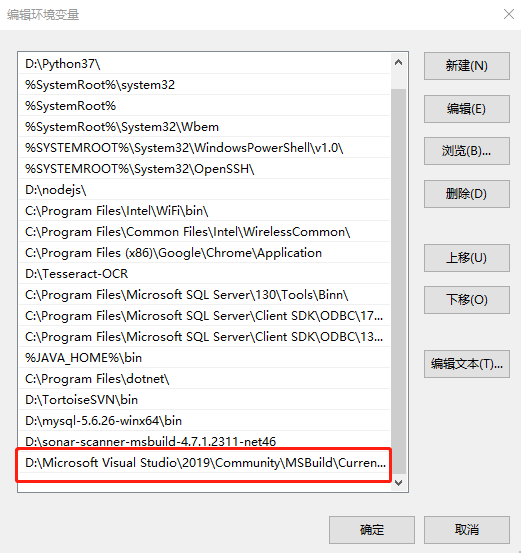 编辑环境变量
D:\Python37\
%SystemRoot%\system32
%SystemRoot%
%SystemRoot%\System32\Wbem
%SYSTEMROOT%\System32\WindowsPowerShell\v1.0\
%SYSTEMROOT%\System32\OpenSSH\
D:\nodejs\
C:\Program Files\Intel\WiFi\bin\
C:\Program Files\Common Files\Intel\WirelessCommon\
C:\Program Files (x86)\Google\Chrome\Application
D:\Tesseract-OCR
C:\Program Files\Microsoft SQL Server\130\Tools\Binn\
C:\Program Files\Microsoft SQL Server\Client SDK\ODBC\17...
C:\Program Files\Microsoft SQL Server\Client SDK\ODBC\13...
%JAVA_HOME%\bin
C:\Program Files\dotnet\
D:\TortoiseSVN\bin
D:\mysql-5.6.26-winx64\bin
D:\sonar-scanner-msbuild-4.7.1.2311-net46
D:\Microsoft Visual Studio\2019\Community\MSBuild\Curren...
新建(N)
编辑(E)
浏览(B)...
删除(D)
上移(U)
下移(O)
编辑文本(T)...
确定
取消